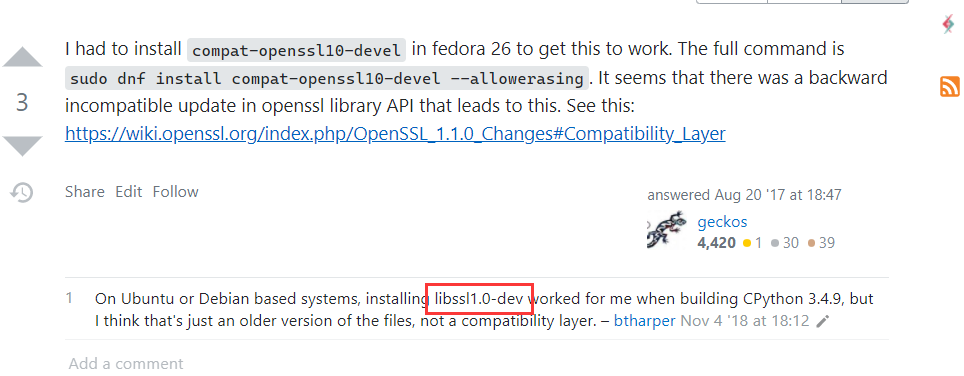 I had to install compat-openssl10-devel in fedora 26 to get this to work. The full command is
sudo dnf install compat-openssl10-devel --allowerasing. It seems that there was a backward
3
incompatible update in openssl library API that leads to this. See this:
https://wiki.openssl.org/index.php/OpenSSL_1.1.0_Changes#Compatibility_Layer
Share Edit Follow
answered Aug 20 '17 at 18:47
geckos
4,420 1 30 39
1 On Ubuntu or Debian based systems, installing libssl1.0-dev worked for me when building CPython 3.4.9, but
I think that's just an older version of the files, not a compatibility layer. – btharper Nov 4 '18 at 18:12
Add a comment